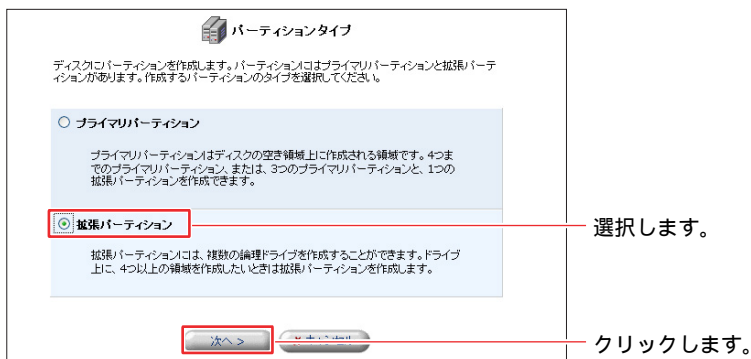 パーティションタイプ
ディスクにパーティションを作成します。パーティションにはプライマリパーティションと拡張パーテ
ィションがあります。作成するパーティションのタイプを選択してください。
プライマリパーティション
プライマリパーティションはディスクの空き領域上に作成される領域です。4つま
でのプライマリパーティション、または、3つのプライマリパーティションと、1つの
拡張パーティションを作成できます。
拡張パーティション
選択します。
拡張パーティションには、複数の論理ドライブを作成することができます。ドライブ
上に、4つ以上の領域を作成したいときは拡張パーティションを作成します。
次へ >
クリックします。